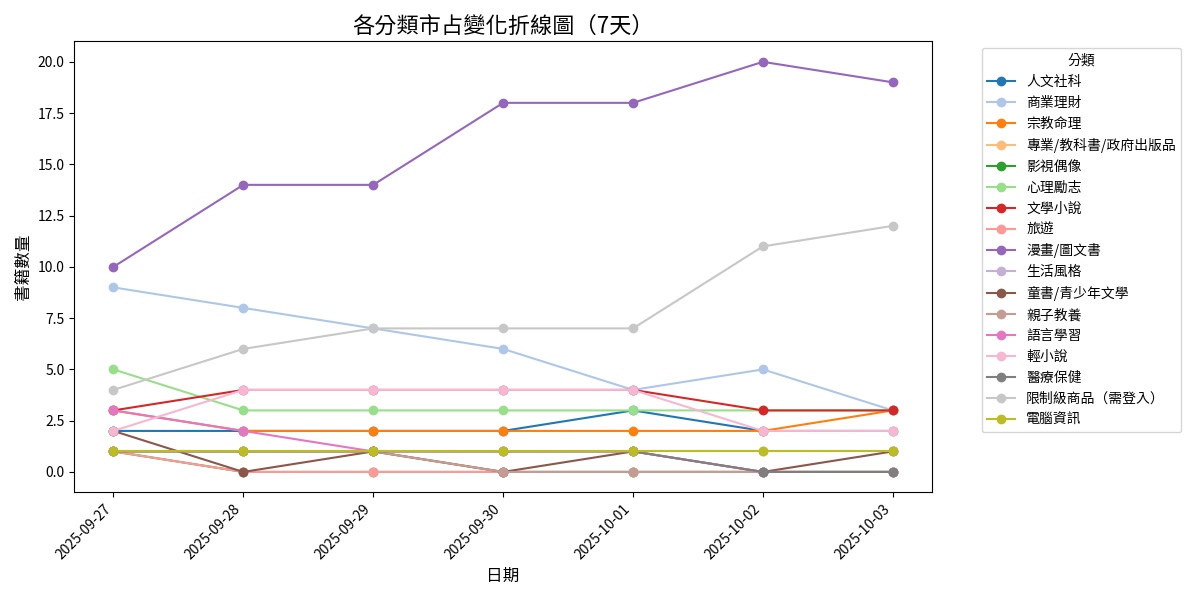 各分類市占變化折線圖（7天）
書籍數量
20.0
17.5
15.0
12.5
10.0
7.5
5.0
2.5
0.0
2025-09-27
2025-09-28
2025-09-29
2025-09-30
2025-10-01
2025-10-02
2025-10-03
日期
分類
人文社科
商業理財
宗教命理
專業/教科書/政府出版品
影視偶像
心理勵志
文學小說
旅遊
漫畫/圖文書
生活風格
童書/青少年文學
親子教養
語言學習
輕小說
醫療保健
限制級商品（需登入）
電腦資訊